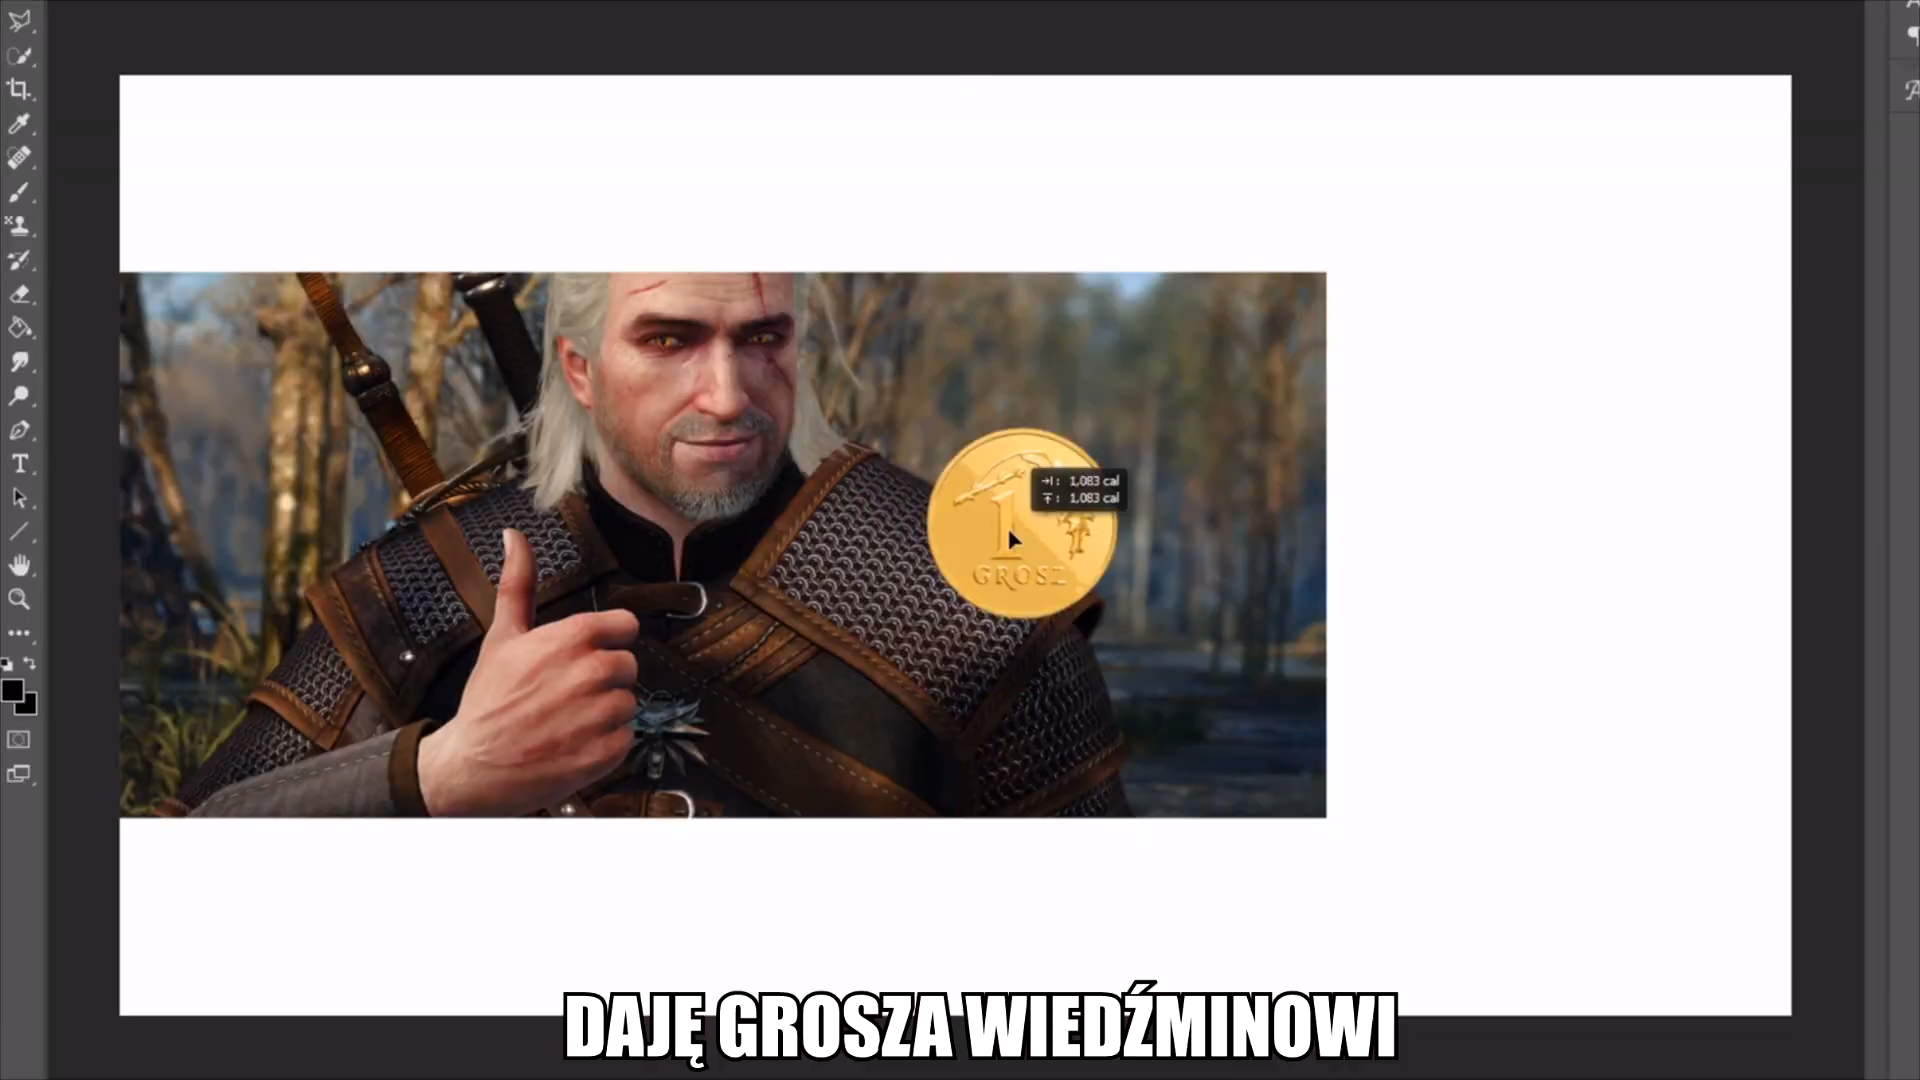 1,083 cal
1,083 cal
1
GROSZ
DAJĘ GROSZA WIEDŹMINOWI